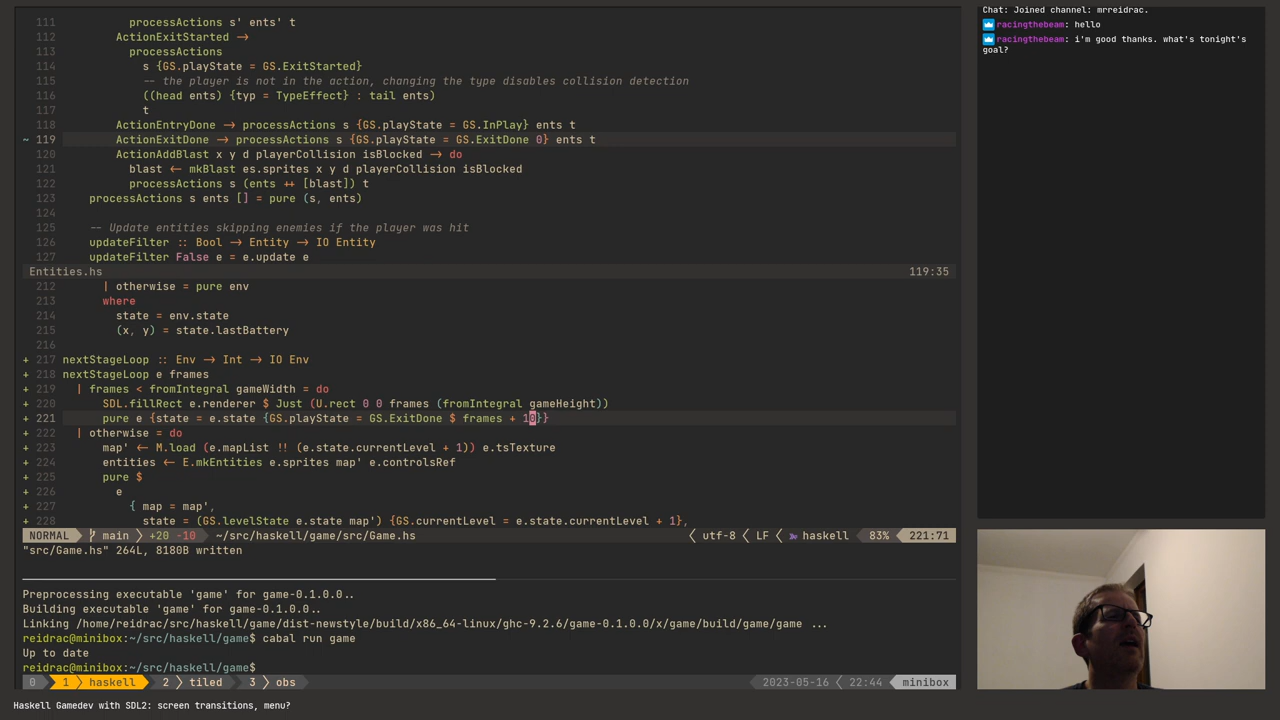 111 processActions s' ents' t
112 ActionExitStarted →
113 processActions
114 s {GS.playState = GS.ExitStarted}
115 -- the player is not in the action, changing the type disables collision detection
116 ((head ents) {typ = TypeEffect} : tail ents)
117 t
118 ActionEntryDone → processActions s {GS.playState = GS.InPlay} ents t
~ 119 ActionExitDone → processActions s {GS.playState = GS.ExitDone 0} ents t
120 ActionAddBlast x y d playerCollision isBlocked → do
121 blast ← mkBlast es.sprites x y d playerCollision isBlocked
122 processActions s (ents ++ [blast]) t
123 processActions s ents [] = pure (s, ents)
124
125 -- Update entities skipping enemies if the player was hit
126 updateFilter :: Bool → Entity → IO Entity
127 updateFilter False e = e.update e
Entities.hs 119:35
212 | otherwise = pure env
213 where
214 state = env.state
215 (x, y) = state.lastBattery
216
+ 217 nextStageLoop :: Env → Int → IO Env
+ 218 nextStageLoop e frames
+ 219 | frames < fromIntegral gameWidth = do
+ 220 SDL.fillRect e.renderer $ Just (U.rect 0 0 frames (fromIntegral gameHeight))
+ 221 pure e {state = e.state {GS.playState = GS.ExitDone $ frames + 10}}
+ 222 | otherwise = do
+ 223 map' ← M.load (e.mapList !! (e.state.currentLevel + 1)) e.tsTexture
+ 224 entities ← E.mkEntities e.sprites map' e.controlsRef
+ 225 pure $
+ 226 e
+ 227 { map = map',
+ 228 state = (GS.levelState e.state map') {GS.currentLevel = e.state.currentLevel + 1},
NORMAL main +20 -10 ~/src/haskell/game/src/Game.hs utf-8 LF haskell 83% 221:71
"src/Game.hs" 264L, 8180B written
Preprocessing executable 'game' for game-0.1.0.0..
Building executable 'game' for game-0.1.0.0..
Linking /home/reidrac/src/haskell/game/dist-newstyle/build/x86_64-linux/ghc-9.2.6/game-0.1.0.0/x/game/build/game/game ...
reidrac@minibox:~/src/haskell/game$ cabal run game
Up to date
reidrac@minibox:~/src/haskell/game$
0 1 haskell 2 tiled 3 obs 2023-05-16 22:44 minibox
Haskell Gamedev with SDL2: screen transitions, menu?
Chat: Joined channel: mrreidrac.
racingthebeam: hello
racingthebeam: i'm good thanks. what's tonight's
goal?